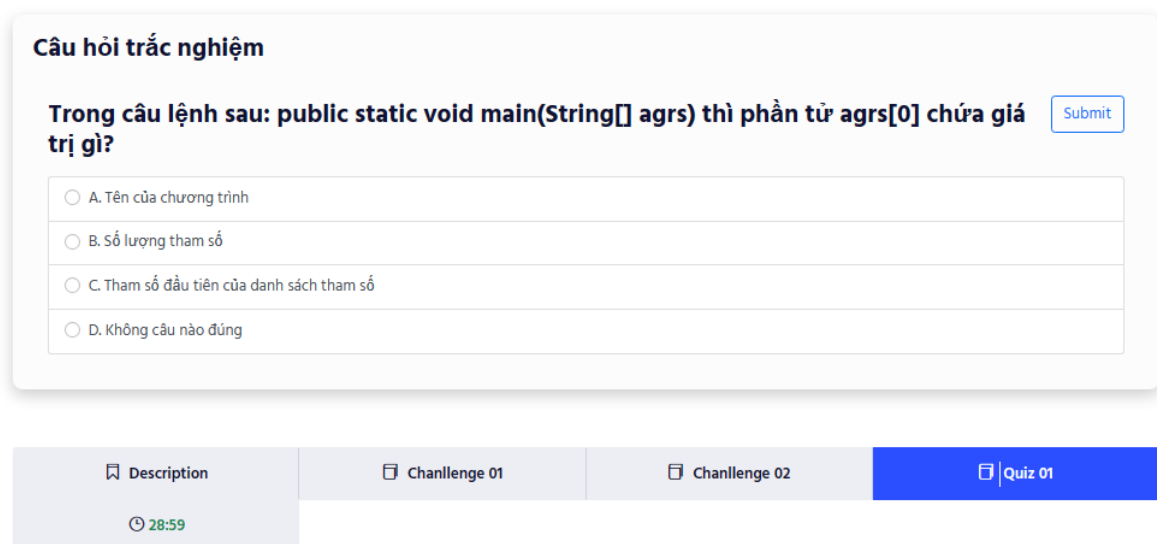 Câu hỏi trắc nghiệm
Trong câu lệnh sau: public static void main(String[] agrs) thì phần tử agrs[0] chứa giá
trị gì?
Submit
A. Tên của chương trình
B. Số lượng tham số
C. Tham số đầu tiên của danh sách tham số
D. Không câu nào đúng
Description
Chanllenge 01
Chanllenge 02
Quiz 01
28:59